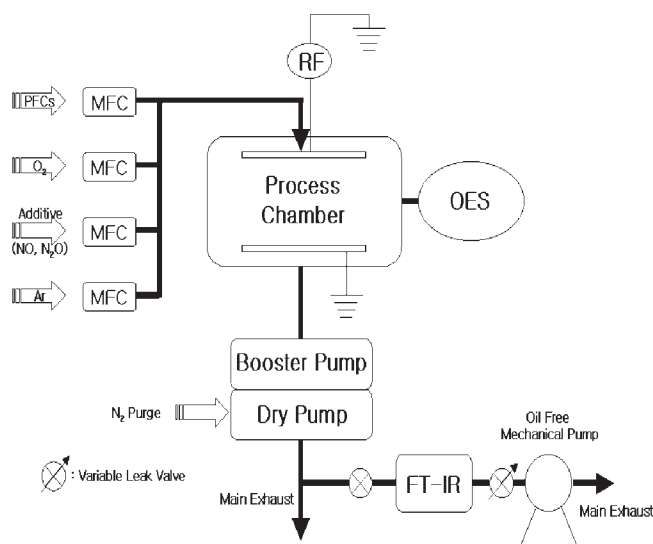 RF
PFCs
MFC
O₂
MFC
Additive
(NO, N₂O)
MFC
Ar
MFC
Process
Chamber
OES
Booster Pump
N₂ Purge
Dry Pump
Oil Free
Mechanical Pump
: Variable Leak Valve
FT-IR
Main Exhaust
Main Exhaust